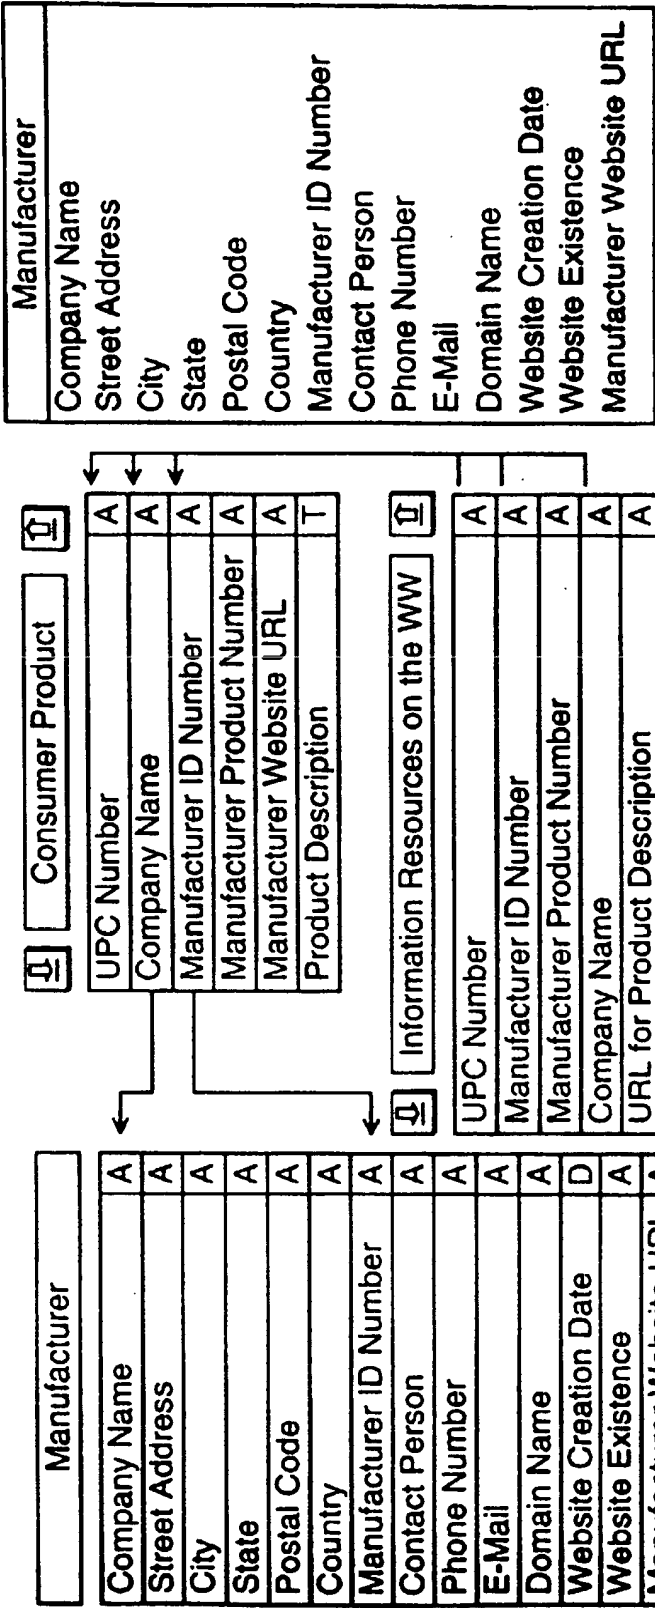 Manufacturer
Company Name A
Street Address A
City A
State A
Postal Code A
Country A
Manufacturer ID Number A
Contact Person A
Phone Number A
E-Mail A
Domain Name A
Website Creation Date D
Website Existence A
Manufacturer Website URL A
Consumer Product
UPC Number A
Company Name A
Manufacturer ID Number A
Manufacturer Product Number A
Manufacturer Website URL A
Product Description T
Information Resources on the WW
UPC Number A
Manufacturer ID Number A
Manufacturer Product Number A
Company Name A
URL for Product Description A
Manufacturer
Company Name
Street Address
City
State
Postal Code
Country
Manufacturer ID Number
Contact Person
Phone Number
E-Mail
Domain Name
Website Creation Date
Website Existence
Manufacturer Website URL